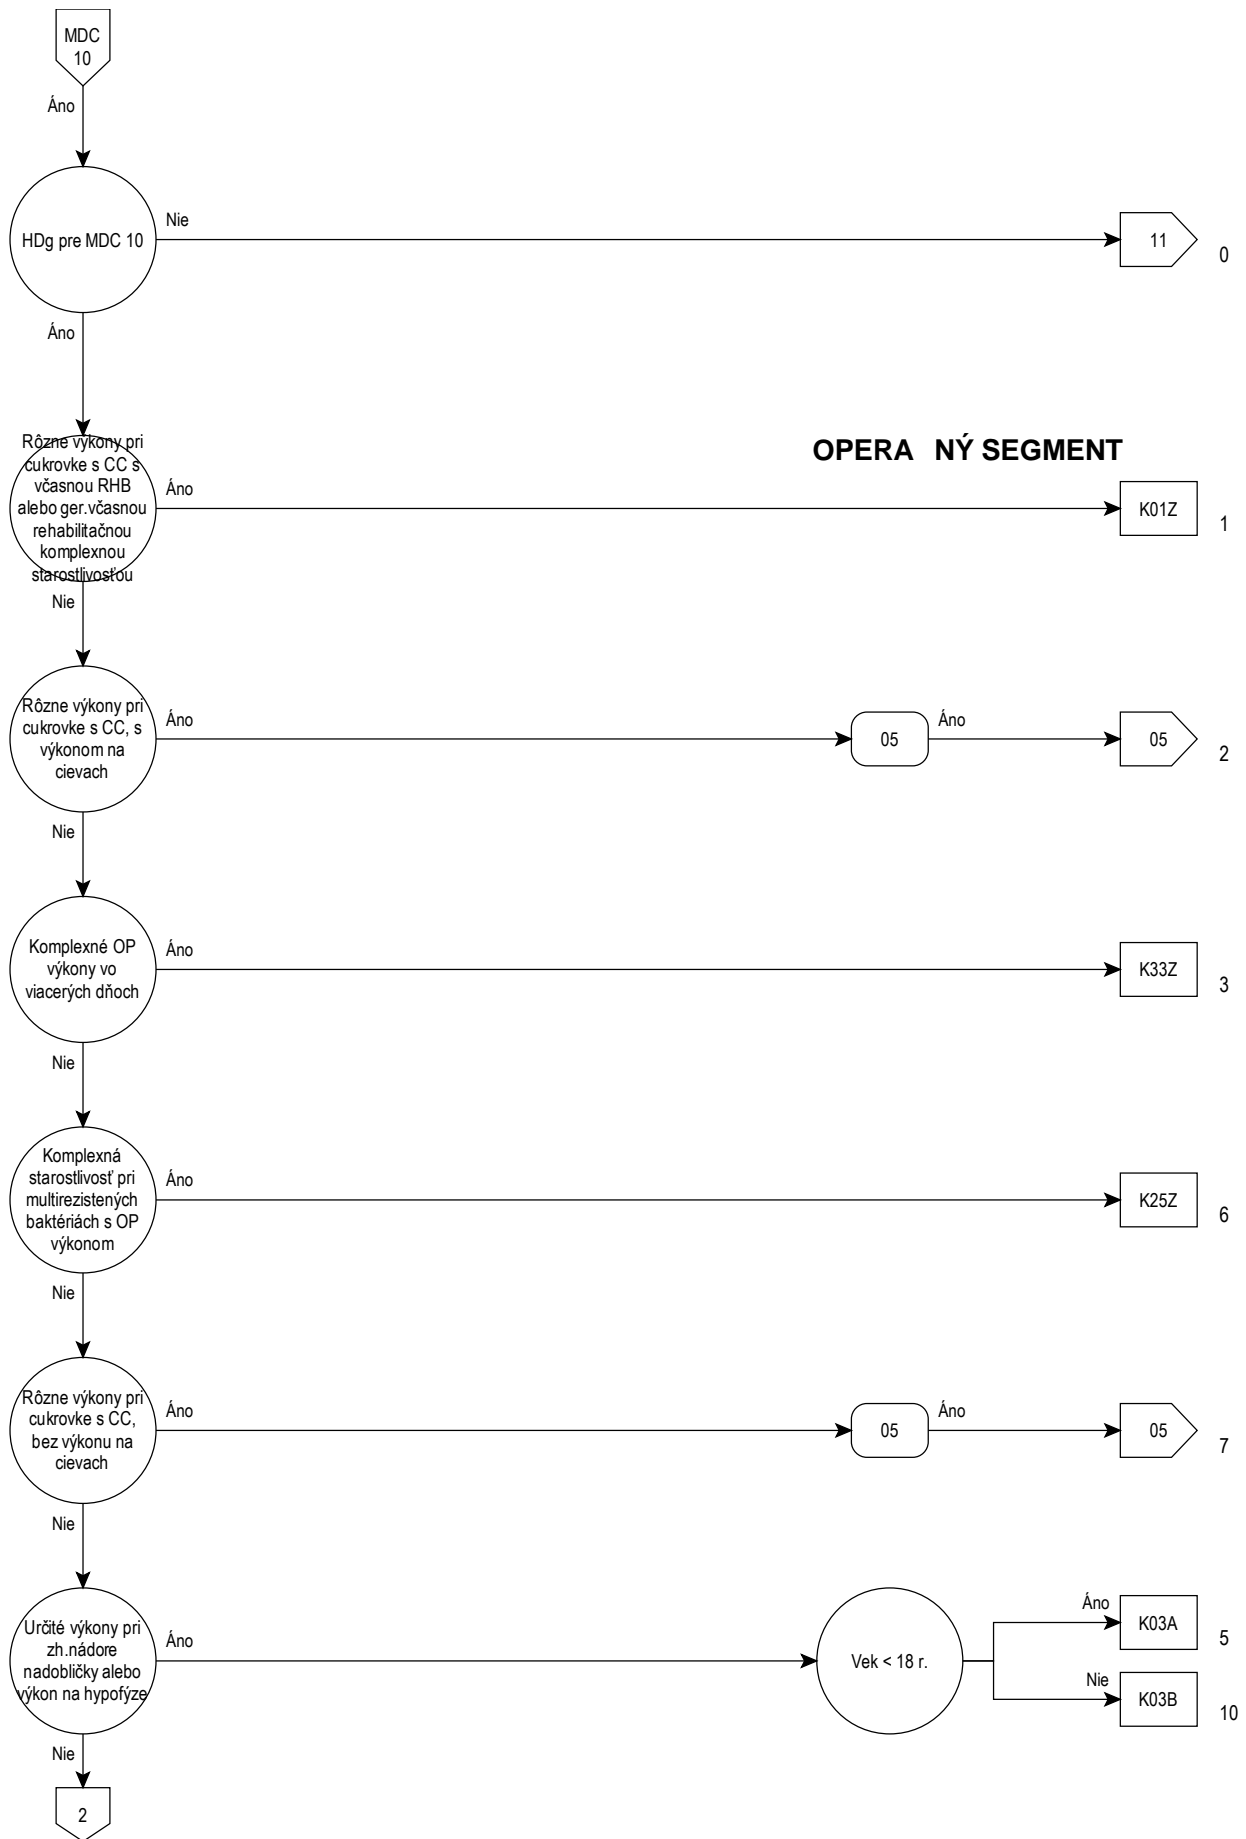 MDC
10
Áno
HDg pre MDC 10
Nie
11
0
Áno
OPERA NÝ SEGMENT
Rôzne výkony pri
cukrovke s CC s
včasnou RHB
alebo ger.včasnou
rehabilitačnou
komplexnou
starostlivosťou
Áno
K01Z
1
Nie
Rôzne výkony pri
cukrovke s CC, s
výkonom na
cievach
Áno
05
Áno
05
2
Nie
Komplexné OP
výkony vo
viacerých dňoch
Áno
K33Z
3
Nie
Komplexná
starostlivosť pri
multirezistených
baktériách s OP
výkonom
Áno
K25Z
6
Nie
Rôzne výkony pri
cukrovke s CC,
bez výkonu na
cievach
Áno
05
Áno
05
7
Nie
Určité výkony pri
zh.nádore
nadobličky alebo
výkon na hypofýze
Áno
Vek < 18 r.
Áno
K03A
5
Nie
K03B
10
Nie
2